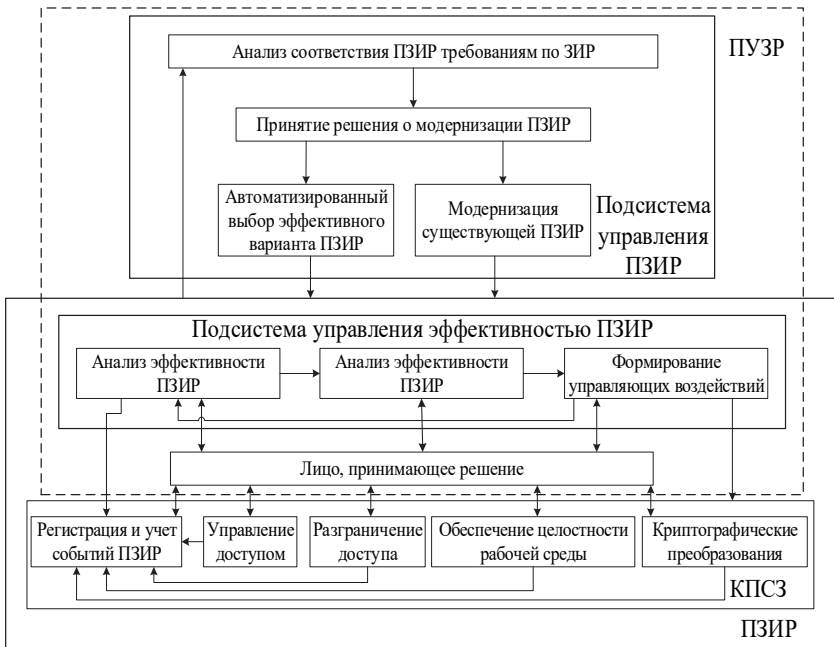 Анализ соответствия ПЗИР требованиям по ЗИР
ПУЗР
Принятие решения о модернизации ПЗИР
Автоматизированный
выбор эффективного
варианта ПЗИР
Модернизация
существующей ПЗИР
Подсистема
управления
ПЗИР
Подсистема управления эффективностью ПЗИР
Анализ эффективности
ПЗИР
Анализ эффективности
ПЗИР
Формирование
управляющих воздействий
Лицо, принимающее решение
Регистрация и учет
событий ПЗИР
Управление
доступом
Разграничение
доступа
Обеспечение целостности
рабочей среды
Криптографические
преобразования
КПСЗ
ПЗИР